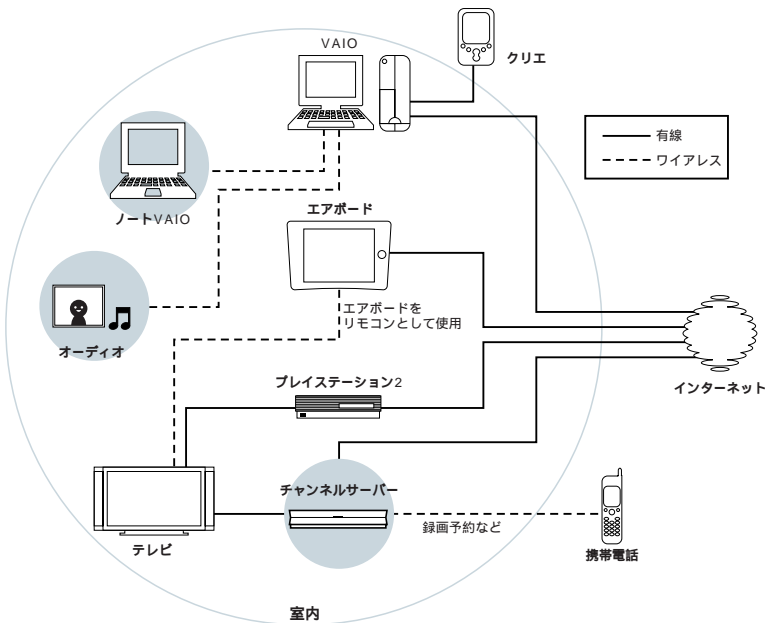 VAIO
クリエ
有線
ワイアレス
ノートVAIO
エアボード
エアボードを
リモコンとして使用
オーディオ
プレイステーション2
インターネット
チャンネルサーバー
録画予約など
テレビ
携帯電話
室内